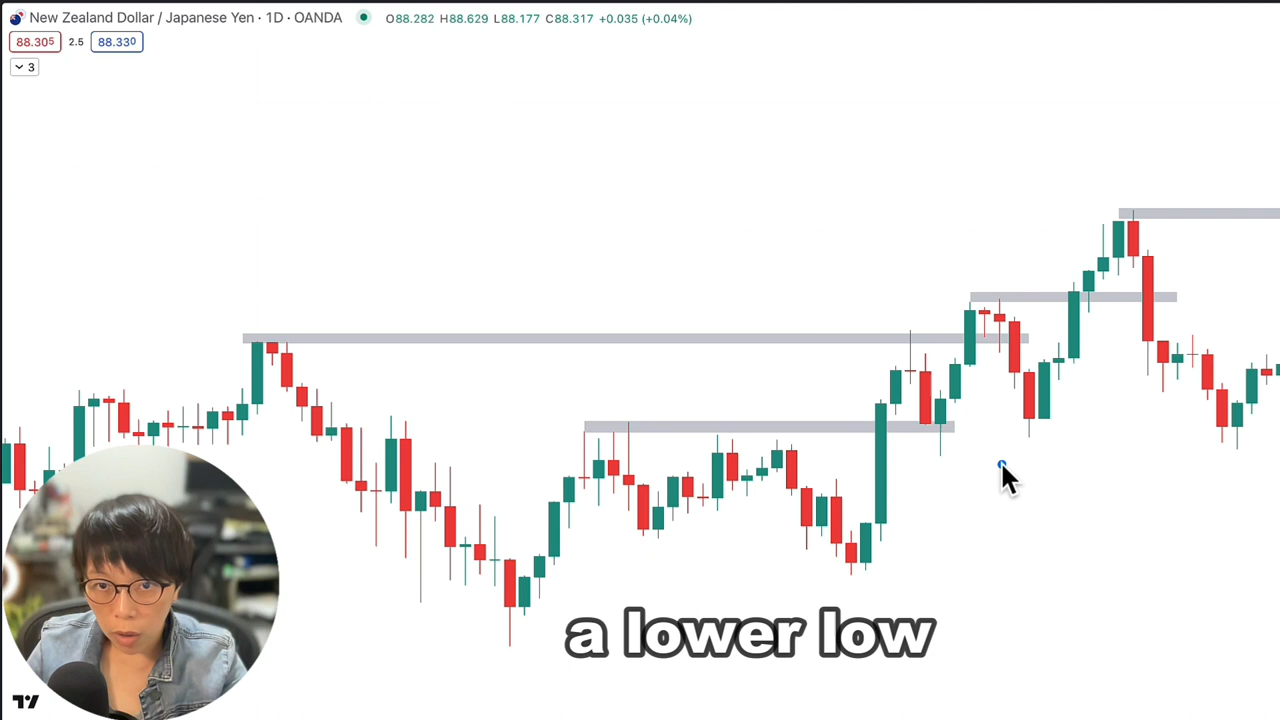 New Zealand Dollar / Japanese Yen · 1D · OANDA O88.282 H88.629 L88.177 C88.317 +0.035 (+0.04%)
88.305 2.5 88.330
3
a lower low